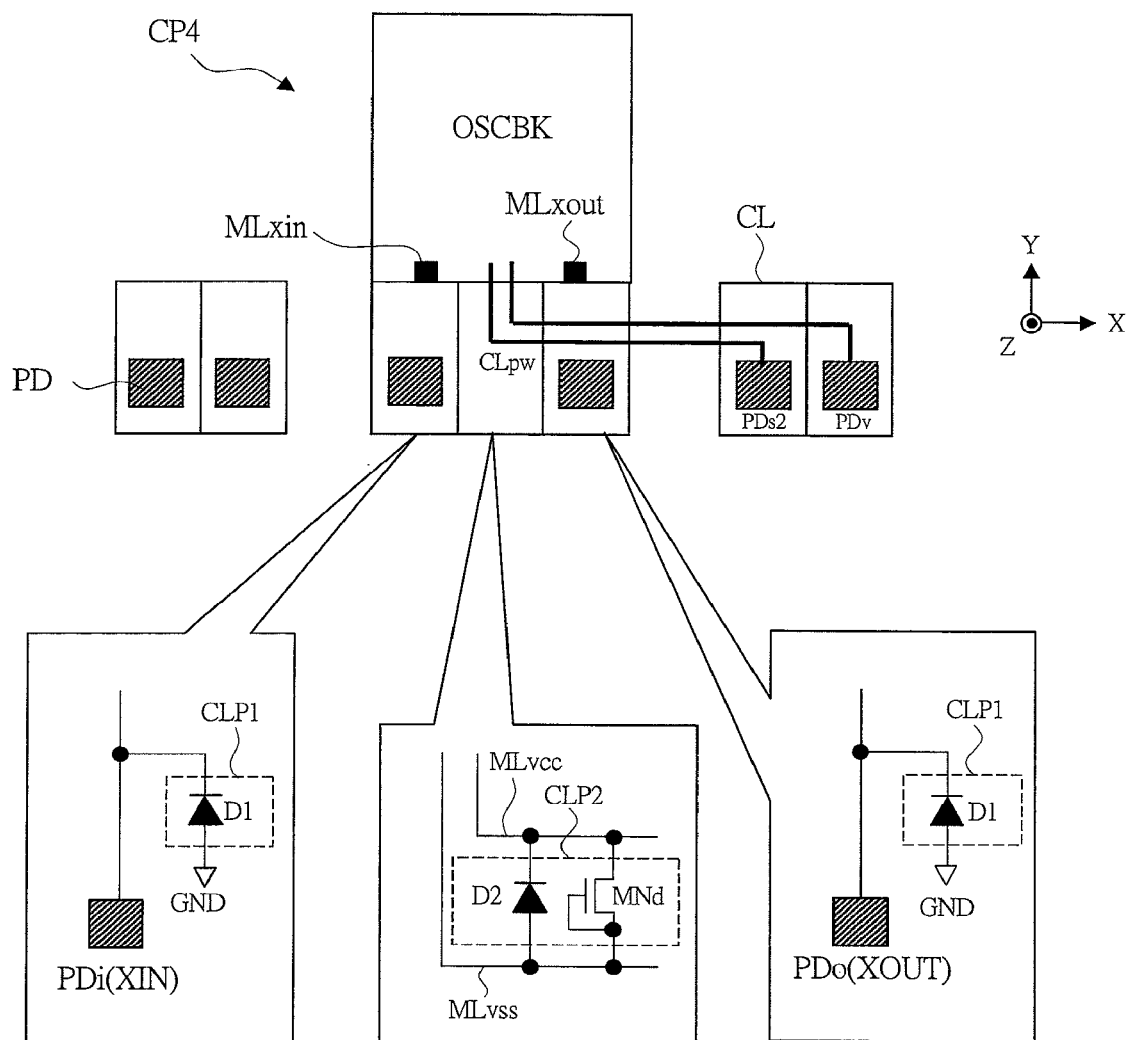 CP4
OSCBK
MLxin
MLxout
CL
Y
X
Z
PD
CLpw
PDs2
PDv
CLP1
D1
GND
PDi(XIN)
MLvcc
CLP2
D2
MNd
MLvss
CLP1
D1
GND
PDo(XOUT)